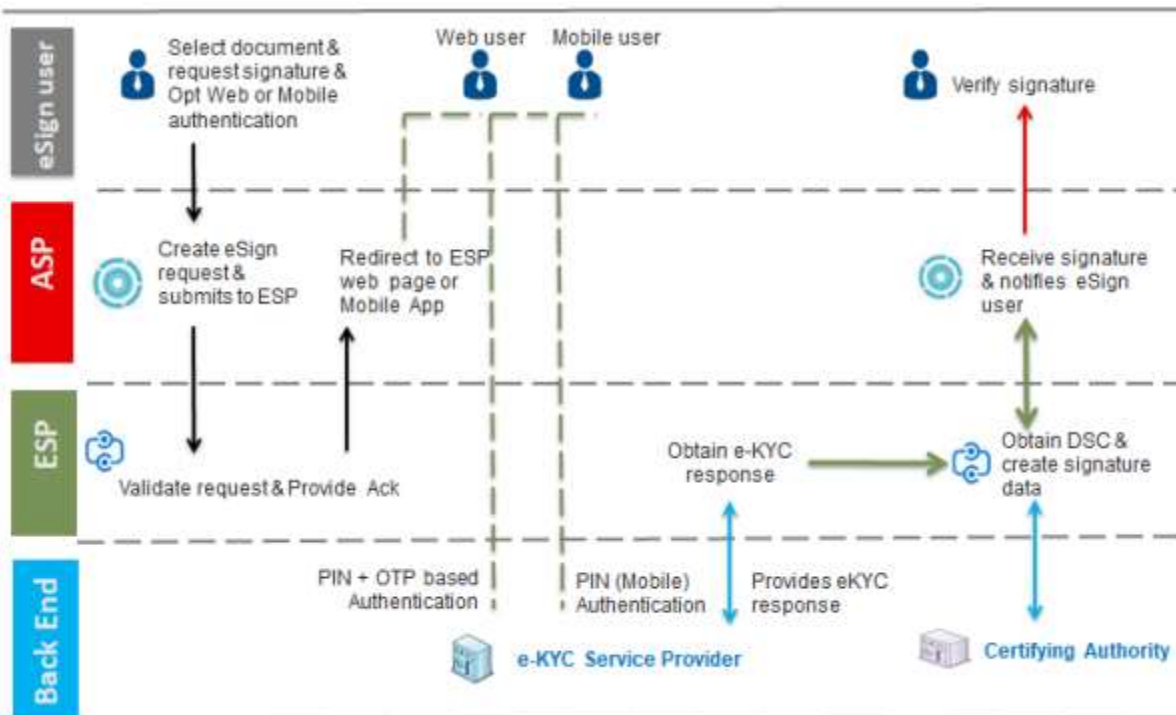 eSign user
Select document &
request signature &
Opt Web or Mobile
authentication
Web user
Mobile user
Verify signature
ASP
Create eSign
request &
submits to ESP
Redirect to ESP
web page or
Mobile App
Receive signature
& notifies eSign
user
ESP
Validate request & Provide Ack
Obtain e-KYC
response
Obtain DSC &
create signature
data
Back End
PIN + OTP based
Authentication
PIN (Mobile)
Authentication
Provides eKYC
response
e-KYC Service Provider
Certifying Authority